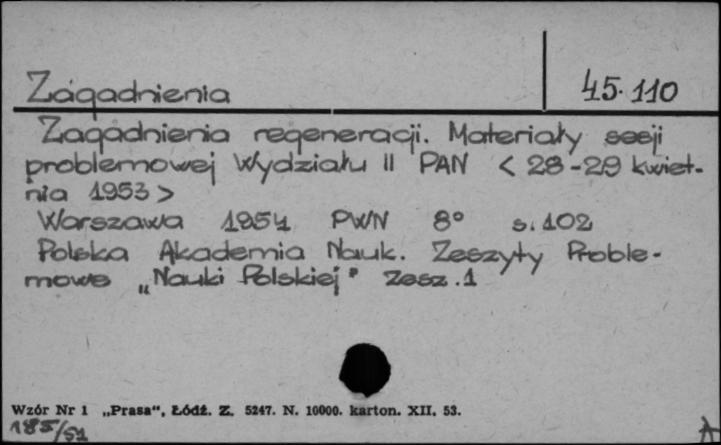 Zagadnienia
45.110
Zagadnienia regeneracji. Materiały sesji
problemowej Wydziału II PAN < 28-29 kwiet-
nia 1953 >
Warszawa 1954 PWN 8° s. 102
Polska Akademia Nauk. Zeszyty Proble-
mowe „Nauki Polskiej" Zesz. 1
Wzór Nr 1 „Prasa“, Łódź. Z. 5247. N. 10000. karton. XII. 53.
A